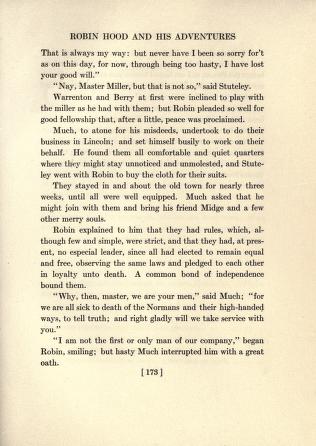 ROBIN HOOD AND HIS ADVENTURES
That is always my way: but never have I been so sorry for't
as on this day, for now, through being too hasty, I have lost
your good will."
"Nay, Master Miller, but that is not so," said Stuteley.
Warrenton and Berry at first were inclined to play with
the miller as he had with them; but Robin pleaded so well for
good fellowship that, after a little, peace was proclaimed.
Much, to atone for his misdeeds, undertook to do their
business in Lincoln; and set himself busily to work on their
behalf. He found them all comfortable and quiet quarters
where they might stay unnoticed and unmolested, and Stute-
ley went with Robin to buy the cloth for their suits.
They stayed in and about the old town for nearly three
weeks, until all were well equipped. Much asked that he
might join with them and bring his friend Midge and a few
other merry souls.
Robin explained to him that they had rules, which, al-
though few and simple, were strict, and that they had, at pres-
ent, no especial leader, since all had elected to remain equal
and free, observing the same laws and pledged to each other
in loyalty unto death. A common bond of independence
bound them.
"Why, then, master, we are your men," said Much; "for
we are all sick to death of the Normans and their high-handed
ways, to tell truth; and right gladly will we take service with
you."
"I am not the first or only man of our company," began
Robin, smiling; but hasty Much interrupted him with a great
oath.
[ 173 ]